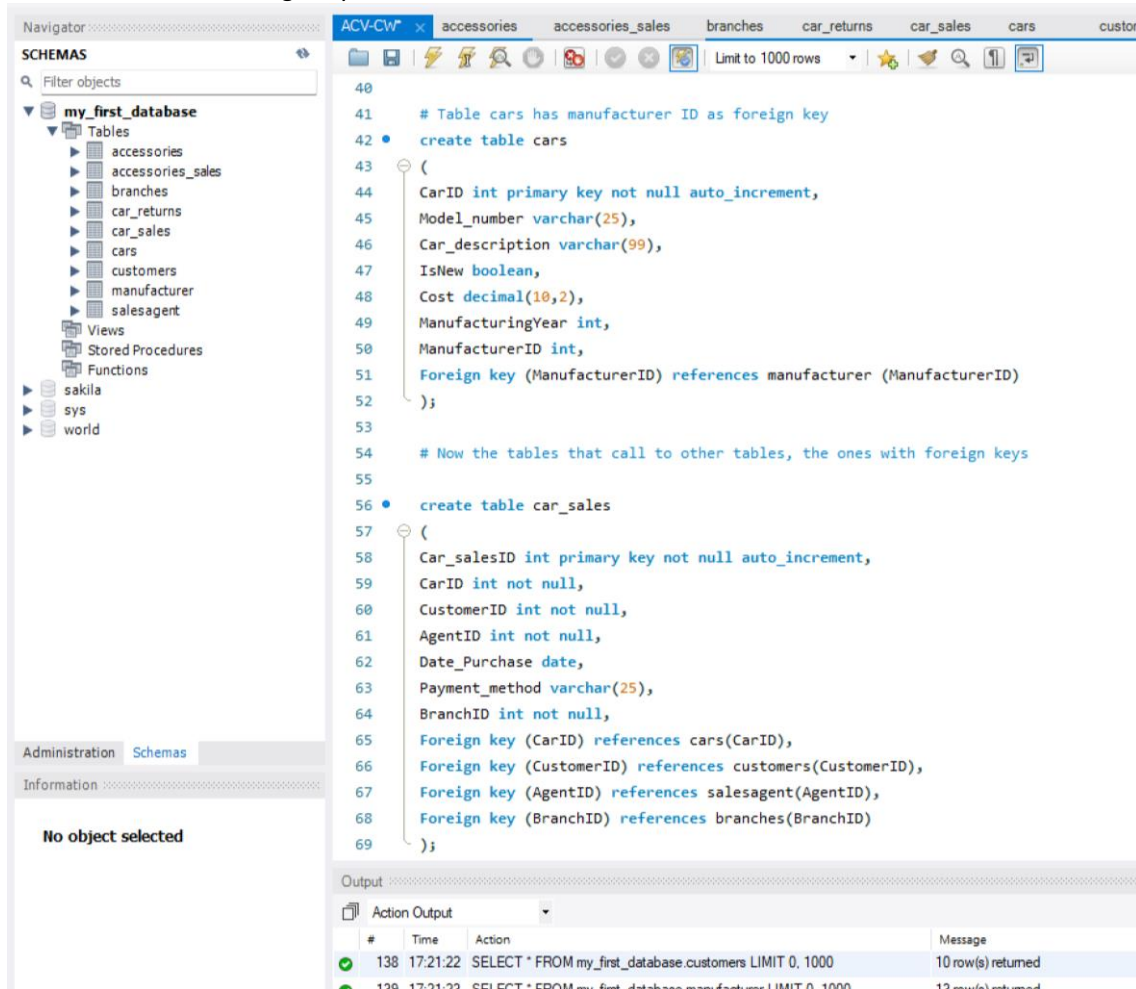 Navigator
SCHEMAS
Filter objects
my_first_database
Tables
accessories
accessories_sales
branches
car_returns
car_sales
cars
customers
manufacturer
salesagent
Views
Stored Procedures
Functions
sakila
sys
world
Administration Schemas
Information
No object selected
ACV-CW* accessories accessories_sales branches car_returns car_sales cars
Limit to 1000 rows
40
41 # Table cars has manufacturer ID as foreign key
42 create table cars
43 (
44 CarID int primary key not null auto_increment,
45 Model_number varchar(25),
46 Car_description varchar(99),
47 IsNew boolean,
48 Cost decimal(10,2),
49 ManufacturingYear int,
50 ManufacturerID int,
51 Foreign key (ManufacturerID) references manufacturer (ManufacturerID)
52 );
53
54 # Now the tables that call to other tables, the ones with foreign keys
55
56 create table car_sales
57 (
58 Car_salesID int primary key not null auto_increment,
59 CarID int not null,
60 CustomerID int not null,
61 AgentID int not null,
62 Date_Purchase date,
63 Payment_method varchar(25),
64 BranchID int not null,
65 Foreign key (CarID) references cars(CarID),
66 Foreign key (CustomerID) references customers(CustomerID),
67 Foreign key (AgentID) references salesagent(AgentID),
68 Foreign key (BranchID) references branches(BranchID)
69 );
Output
Action Output
# Time Action Message
138 17:21:22 SELECT * FROM my_first_database.customers LIMIT 0, 1000 10 row(s) returned